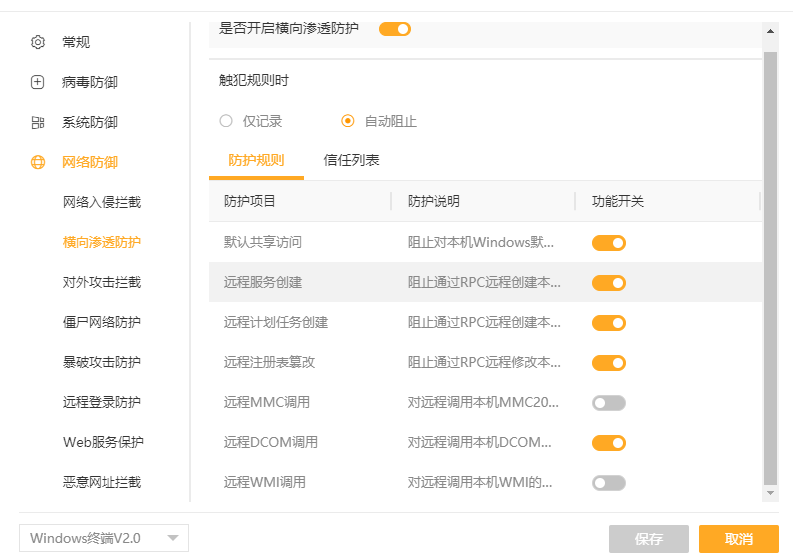 是否开启横向渗透防护
常规
触犯规则时
病毒防御
仅记录 自动阻止
系统防御
网络防御
防护规则 信任列表
网络入侵拦截
防护项目 防护说明 功能开关
横向渗透防护
默认共享访问 阻止对本机Windows默...
对外攻击拦截
远程服务创建 阻止通过RPC远程创建本...
僵尸网络防护
远程计划任务创建 阻止通过RPC远程创建本...
暴破攻击防护
远程注册表篡改 阻止通过RPC远程修改本...
远程登录防护
远程MMC调用 对远程调用本机MMC20...
Web服务保护
远程DCOM调用 对远程调用本机DCOM...
恶意网址拦截
远程WMI调用 对远程调用本机WMI的...
Windows终端V2.0
保存 取消